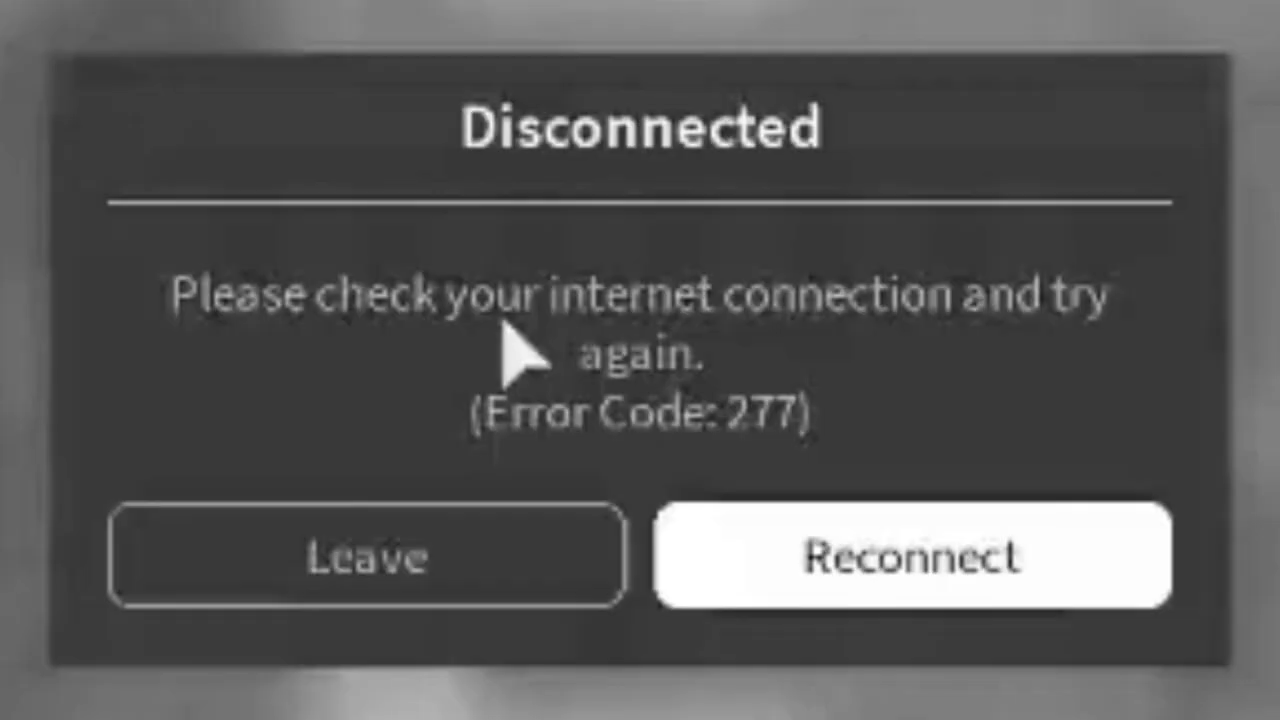 Disconnected
Please check your internet connection and try
again.
(Error Code: 277)
Leave
Reconnect